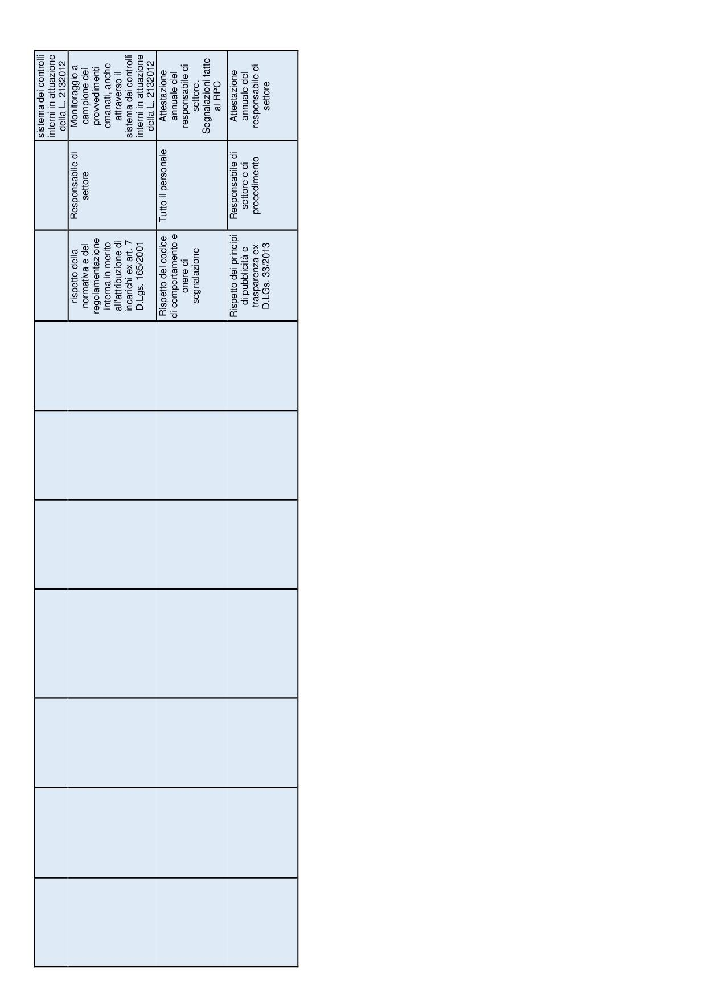 sistema dei controlli
interni in attuazione
della L. 2132012
rispetto della
normativa e del
regolamentazione
interna in merito
all'attribuzione di
incarichi ex art. 7
D.Lgs. 165/2001
Responsabile di
settore
Monitoraggio a
campione dei
provvedimenti
emanati, anche
attraverso il
sistema dei controlli
interni in attuazione
della L. 2132012
Rispetto del codice
di comportamento e
onere di
segnalazione
Tutto il personale
Attestazione
annuale del
responsabile di
settore.
Segnalazioni fatte
al RPC
Rispetto dei principi
di pubblicità e
trasparenza ex
D.LGs. 33/2013
Responsabile di
settore e di
procedimento
Attestazione
annuale del
responsabile di
settore